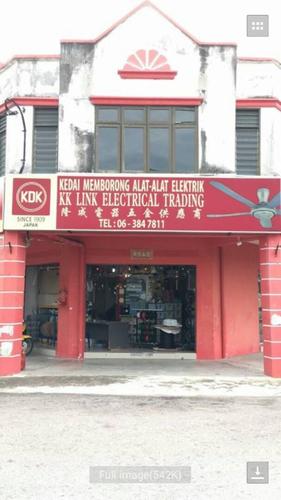 KDK
SINCE 1909
JAPAN
KEDAI MEMBORONG ALAT-ALAT ELEKTRIK
KK LINK ELECTRICAL TRADING
隆成電器五金供應商
TEL : 06 - 384 7811
Full image(542K)